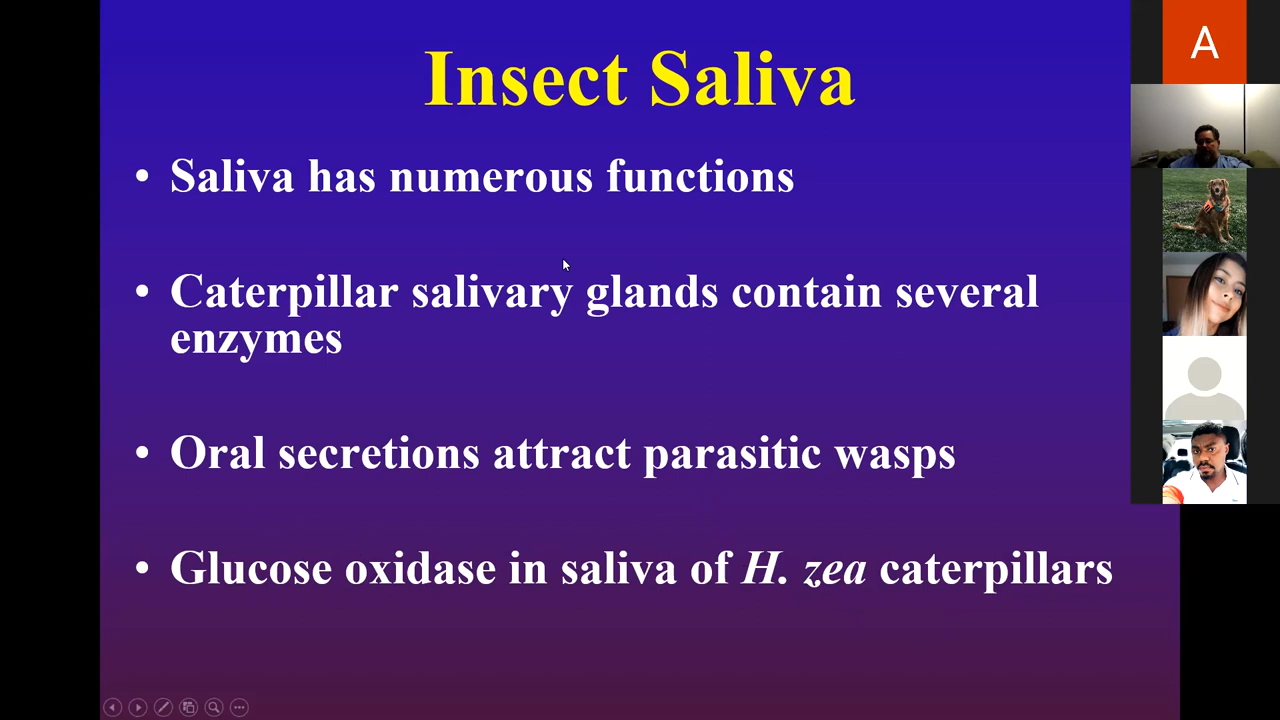 Insect Saliva
• Saliva has numerous functions
• Caterpillar salivary glands contain several
enzymes
• Oral secretions attract parasitic wasps
• Glucose oxidase in saliva of H. zea caterpillars
A